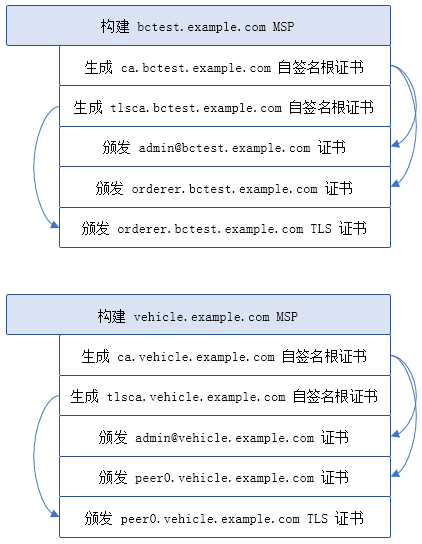 构建 bctest.example.com MSP
生成 ca.bctest.example.com 自签名根证书
生成 tlsca.bctest.example.com 自签名根证书
颁发 admin@bctest.example.com 证书
颁发 orderer.bctest.example.com 证书
颁发 orderer.bctest.example.com TLS 证书
构建 vehicle.example.com MSP
生成 ca.vehicle.example.com 自签名根证书
生成 tlsca.vehicle.example.com 自签名根证书
颁发 admin@vehicle.example.com 证书
颁发 peer0.vehicle.example.com 证书
颁发 peer0.vehicle.example.com TLS 证书